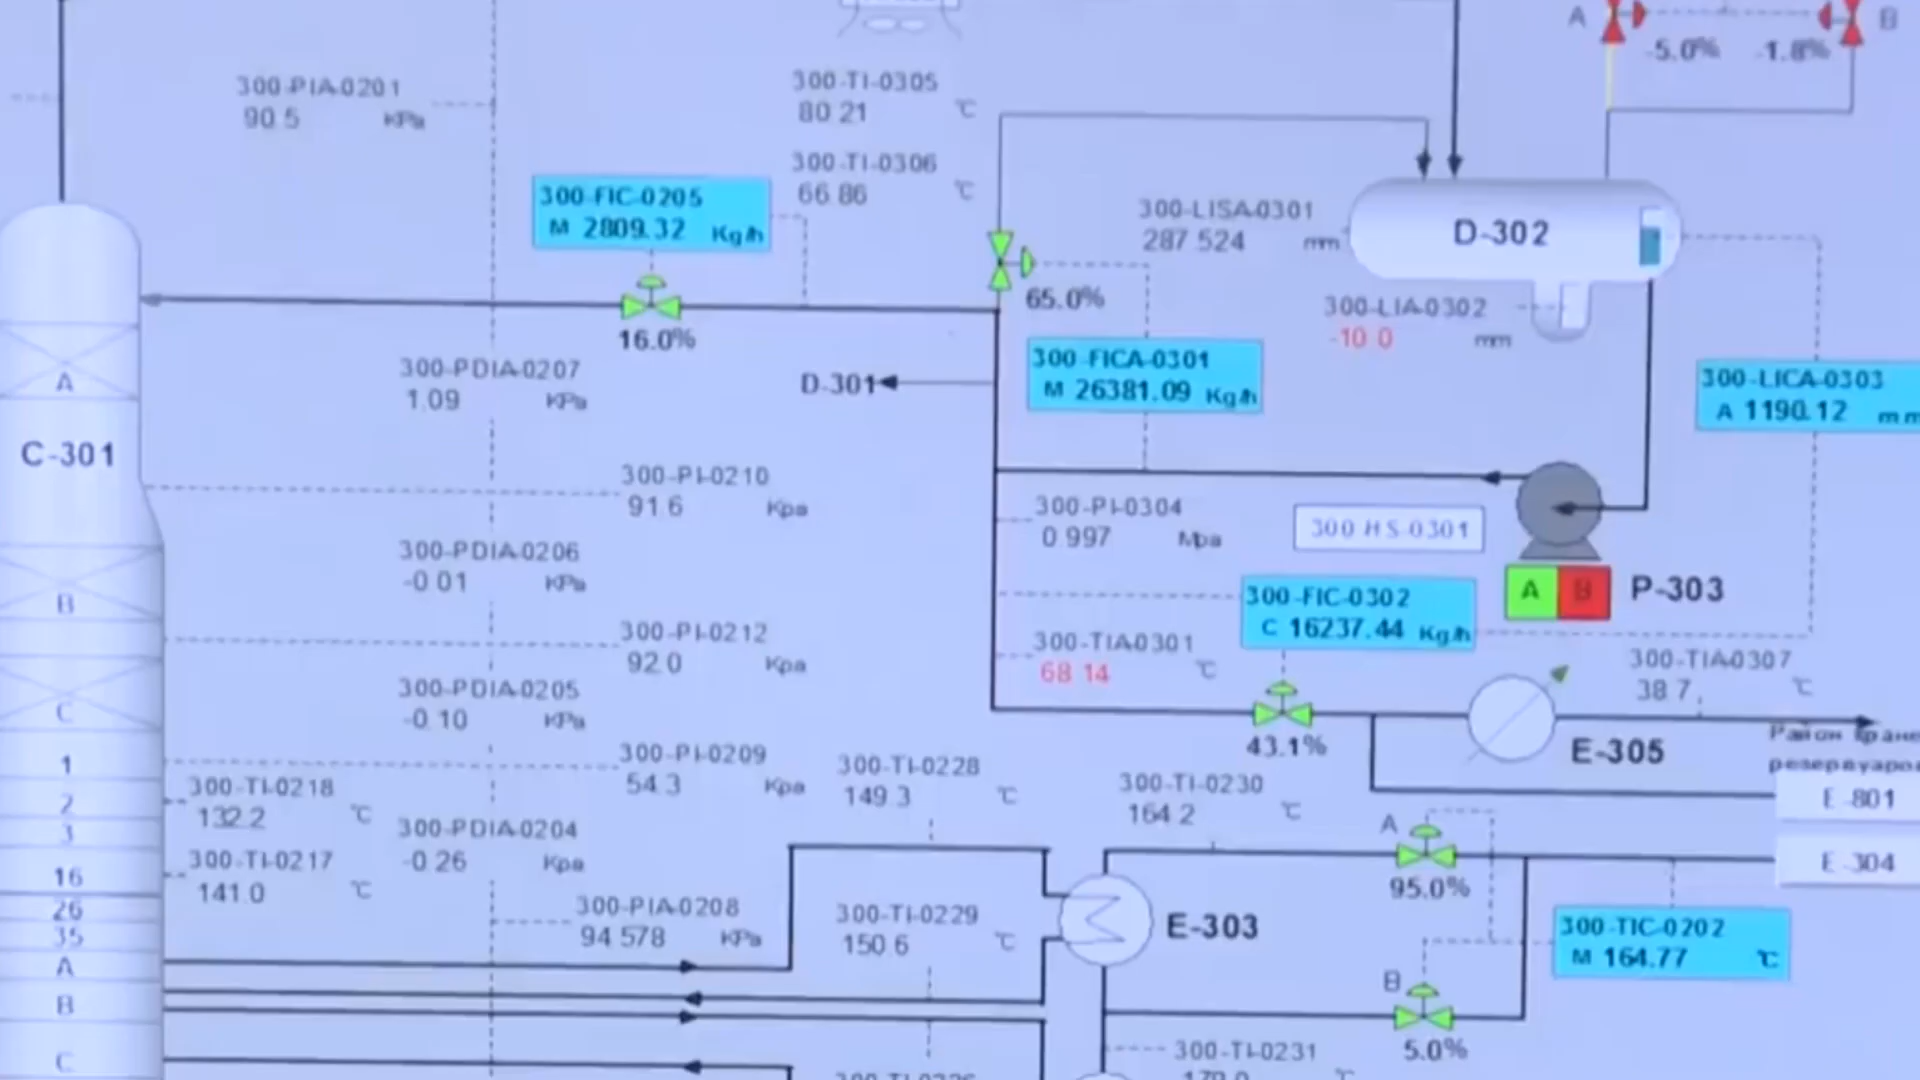 A
B
-5.0%
-1.8%
300-PIA-0201
90.5 KPa
300-TI-0305
80 21 ℃
300-TI-0306
66 86 ℃
300-FIC-0205
M 2809.32 Kg/h
16.0%
65.0%
300-LISA-0301
287 524 mm
D-302
300-LIA-0302
-10 0 mm
300-FICA-0301
M 26381.09 Kg/h
300-LICA-0303
A 1190.12 mm
D-301
300-PDIA-0207
1.09 KPa
A
C-301
300-PI-0210
91.6 Kpa
300-PI-0304
0 997 Mpa
300 HS-0301
P-303
A B
300-PDIA-0206
-0 01 KPa
B
300-PI-0212
92.0 Kpa
300-FIC-0302
C 16237.44 Kg/h
300-TIA-0301
68 14 ℃
300-TIA-0307
38 7 ℃
300-PDIA-0205
-0.10 KPa
C
43.1%
E-305
Район
E-801
300-PI-0209
54.3 Kpa
1
2
3
300-TI-0218
132.2 ℃
300-PDIA-0204
-0.26 Kpa
300-TI-0228
149.3 ℃
300-TI-0230
164 2 ℃
A
95.0%
E-304
16
26
35
300-TI-0217
141.0 ℃
300-PIA-0208
94 578 KPa
300-TI-0229
150 6 ℃
E-303
300-TIC-0202
M 164.77 ℃
A
B
C
B
5.0%
300-TI-0231